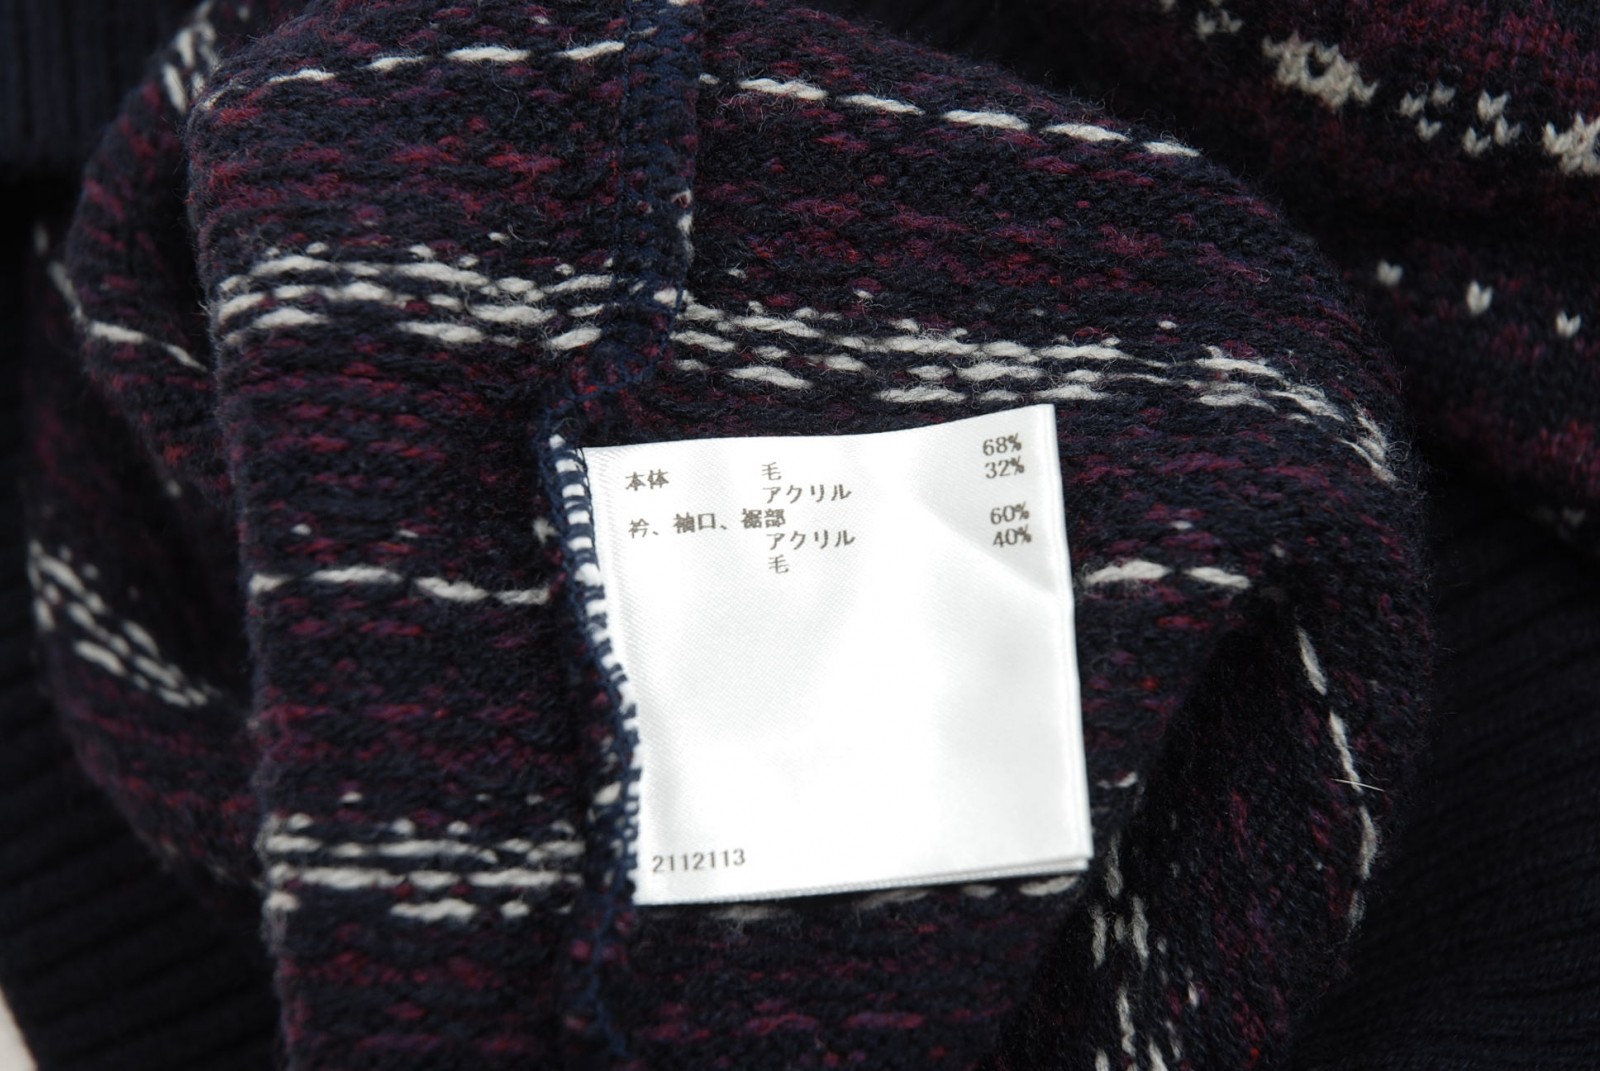 本体 毛 68%
アクリル 32%
衿、袖口、裾部
アクリル 60%
毛 40%
2112113